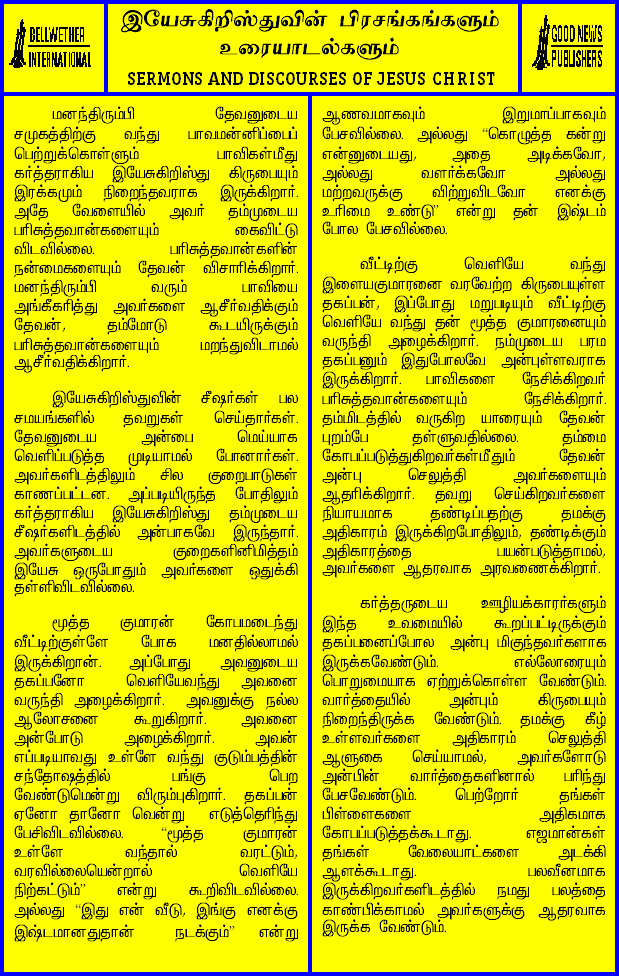 BELLWETHER
INTERNATIONAL
இயேசுகிறிஸ்துவின் பிரசங்கங்களும்
உரையாடல்களும்
SERMONS AND DISCOURSES OF JESUS CHRIST
GOOD NEWS
PUBLISHERS
மனந்திரும்பி தேவனுடைய
சமுகத்திற்கு வந்து பாவமன்னிப்பைப்
பெற்றுக்கொள்ளும் பாவிகள்மீது
கர்த்தராகிய இயேசுகிறிஸ்து கிருபையும்
இரக்கமும் நிறைந்தவராக இருக்கிறார்.
அதே வேளையில் அவர் தம்முடைய
பரிசுத்தவான்களையும் கைவிட்டு
விடவில்லை. பரிசுத்தவான்களின்
நன்மைகளையும் தேவன் விசாரிக்கிறார்.
மனந்திரும்பி வரும் பாவியை
அங்கீகரித்து அவர்களை ஆசீர்வதிக்கும்
தேவன், தம்மோடு கூடயிருக்கும்
பரிசுத்தவான்களையும் மறந்துவிடாமல்
ஆசீர்வதிக்கிறார்.
இயேசுகிறிஸ்துவின் சீஷர்கள் பல
சமயங்களில் தவறுகள் செய்தார்கள்.
தேவனுடைய அன்பை மெய்யாக
வெளிப்படுத்த முடியாமல் போனார்கள்.
அவர்களிடத்திலும் சில குறைபாடுகள்
காணப்பட்டன. அப்படியிருந்த போதிலும்
கர்த்தராகிய இயேசுகிறிஸ்து தம்முடைய
சீஷர்களிடத்தில் அன்பாகவே இருந்தார்.
அவர்களுடைய குறைகளினிமித்தம்
இயேசு ஒருபோதும் அவர்களை ஒதுக்கி
தள்ளிவிடவில்லை.
மூத்த குமாரன் கோபமடைந்து
வீட்டிற்குள்ளே போக மனதில்லாமல்
இருக்கிறான். அப்போது அவனுடைய
தகப்பனோ வெளியேவந்து அவனை
வருந்தி அழைக்கிறார். அவனுக்கு நல்ல
ஆலோசனை கூறுகிறார். அவனை
அன்போடு அழைக்கிறார். அவன்
எப்படியாவது உள்ளே வந்து குடும்பத்தின்
சந்தோஷத்தில் பங்கு பெற
வேண்டுமென்று விரும்புகிறார். தகப்பன்
ஏனோ தானோ வென்று எடுத்தெரிந்து
பேசிவிடவில்லை. “மூத்த குமாரன்
உள்ளே வந்தால் வரட்டும்,
வரவில்லையென்றால் வெளியே
நிற்கட்டும்” என்று கூறிவிடவில்லை.
அல்லது “இது என் வீடு, இங்கு எனக்கு
இஷ்டமானதுதான் நடக்கும்” என்று
ஆணவமாகவும் இறுமாப்பாகவும்
பேசவில்லை. அல்லது “கொழுத்த கன்று
என்னுடையது, அதை அடிக்கவோ,
அல்லது வளர்க்கவோ அல்லது
மற்றவருக்கு விற்றுவிடவோ எனக்கு
உரிமை உண்டு” என்று தன் இஷ்டம்
போல பேசவில்லை.
வீட்டிற்கு வெளியே வந்து
இளையகுமாரனை வரவேற்ற கிருபையுள்ள
தகப்பன், இப்போது மறுபடியும் வீட்டிற்கு
வெளியே வந்து தன் மூத்த குமாரனையும்
வருந்தி அழைக்கிறார். நம்முடைய பரம
தகப்பனும் இதுபோலவே அன்புள்ளவராக
இருக்கிறார். பாவிகளை நேசிக்கிறவர்
பரிசுத்தவான்களையும் நேசிக்கிறார்.
தம்மிடத்தில் வருகிற யாரையும் தேவன்
புறம்பே தள்ளுவதில்லை. தம்மை
கோபப்படுத்துகிறவர்கள்மீதும் தேவன்
அன்பு செலுத்தி அவர்களையும்
ஆதரிக்கிறார். தவறு செய்கிறவர்களை
நியாயமாக தண்டிப்பதற்கு தமக்கு
அதிகாரம் இருக்கிறபோதிலும், தண்டிக்கும்
அதிகாரத்தை பயன்படுத்தாமல்,
அவர்களை ஆதரவாக அரவணைக்கிறார்.
கர்த்தருடைய ஊழியக்காரர்களும்
இந்த உவமையில் கூறப்பட்டிருக்கும்
தகப்பனைப்போல அன்பு மிகுந்தவர்களாக
இருக்கவேண்டும். எல்லோரையும்
பொறுமையாக ஏற்றுக்கொள்ள வேண்டும்.
வார்த்தையில் அன்பும் கிருபையும்
நிறைந்திருக்க வேண்டும். தமக்கு கீழ்
உள்ளவர்களை அதிகாரம் செலுத்தி
ஆளுகை செய்யாமல், அவர்களோடு
அன்பின் வார்த்தைகளினால் பரிந்து
பேசவேண்டும். பெற்றோர் தங்கள்
பிள்ளைகளை அதிகமாக
கோபப்படுத்தக்கூடாது. எஜமான்கள்
தங்கள் வேலையாட்களை அடக்கி
ஆளக்கூடாது. பலவீனமாக
இருக்கிறவர்களிடத்தில் நமது பலத்தை
காண்பிக்காமல் அவர்களுக்கு ஆதரவாக
இருக்க வேண்டும்.